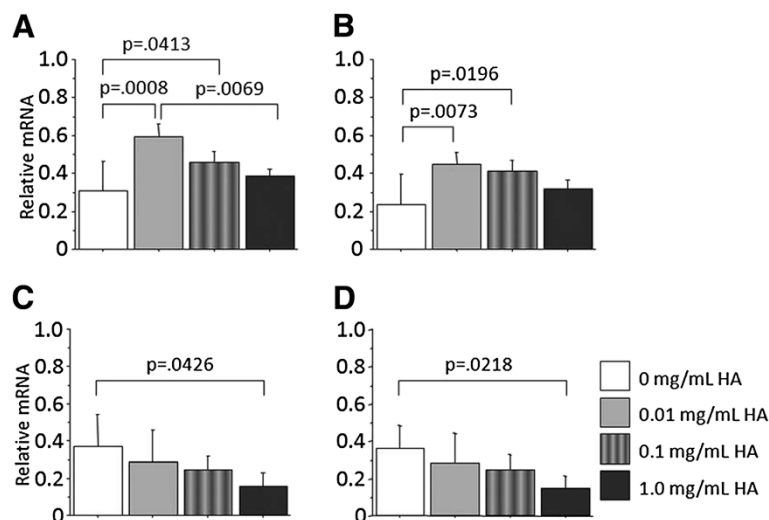 A
p=.0413
p=.0008
p=.0069
Relative mRNA
1.0
0.8
0.6
0.4
0.2
0
B
p=.0196
p=.0073
1.0
0.8
0.6
0.4
0.2
0
C
p=.0426
Relative mRNA
1.0
0.8
0.6
0.4
0.2
0
D
p=.0218
1.0
0.8
0.6
0.4
0.2
0
0 mg/mL HA
0.01 mg/mL HA
0.1 mg/mL HA
1.0 mg/mL HA